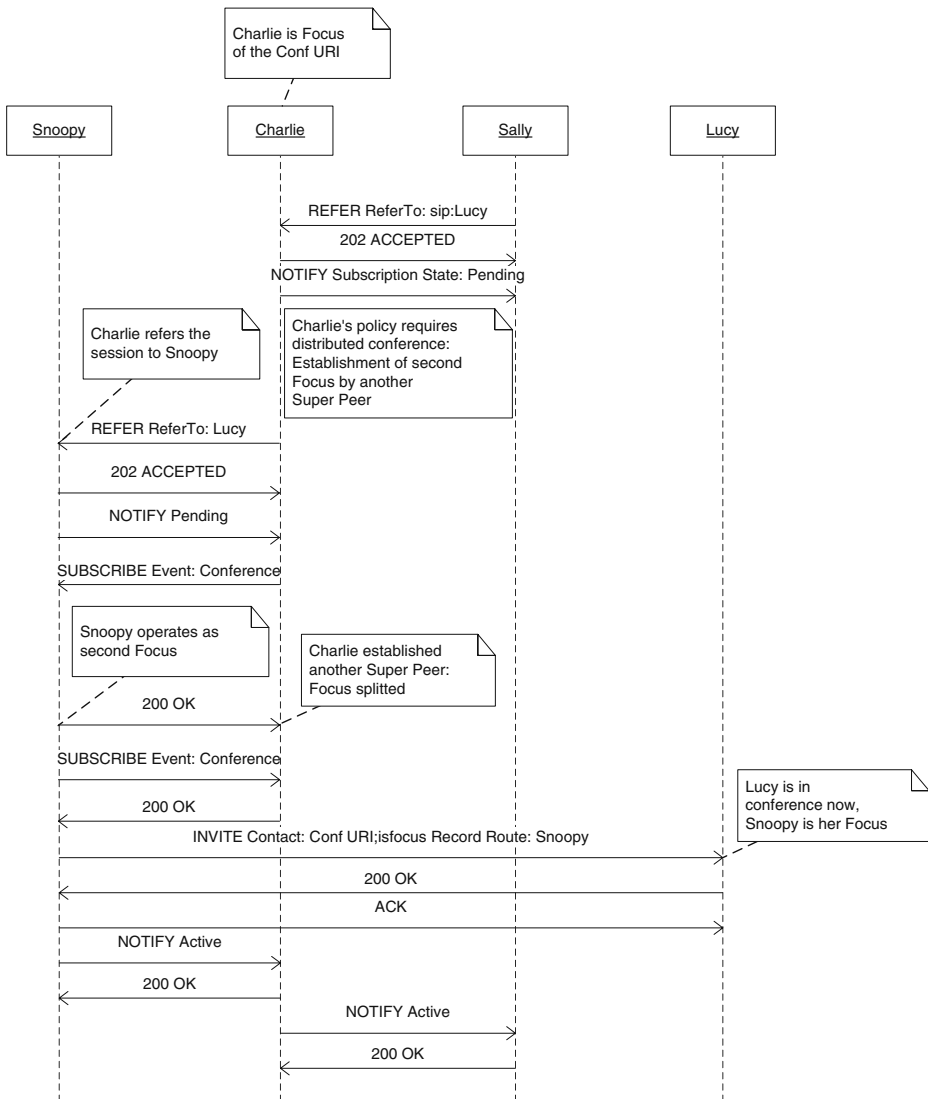 Charlie is Focus
of the Conf URI
Snoopy
Charlie
Sally
Lucy
REFER ReferTo: sip:Lucy
202 ACCEPTED
NOTIFY Subscription State: Pending
Charlie refers the
session to Snoopy
Charlie's policy requires
distributed conference:
Establishment of second
Focus by another
Super Peer
REFER ReferTo: Lucy
202 ACCEPTED
NOTIFY Pending
SUBSCRIBE Event: Conference
Snoopy operates as
second Focus
Charlie established
another Super Peer:
Focus splitted
200 OK
SUBSCRIBE Event: Conference
200 OK
Lucy is in
conference now,
Snoopy is her Focus
INVITE Contact: Conf URI;isfocus Record Route: Snoopy
200 OK
ACK
NOTIFY Active
200 OK
NOTIFY Active
200 OK